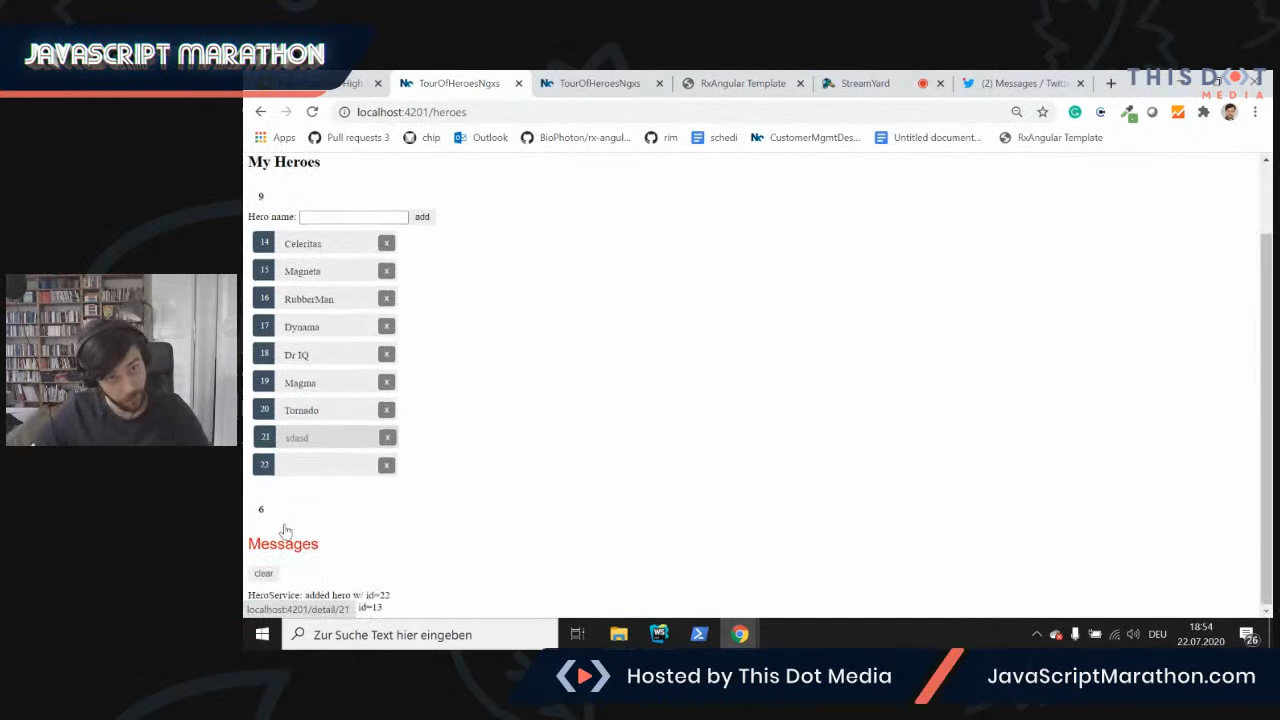 JAVASCRIPT MARATHON
THIS DOT
MEDIA
High
TourOfHeroesNgxs
TourOfHeroesNgxs
RxAngular Template
StreamYard
(2) Messages / Twitt
localhost:4201/heroes
Apps
Pull requests 3
chip
Outlook
BioPhoton/rx-angul...
rim
schedi
CustomerMgmtDes...
Untitled document...
RxAngular Template
My Heroes
9
Hero name:
add
14 Celeritas x
15 Magneta x
16 RubberMan x
17 Dynama x
18 Dr IQ x
19 Magma x
20 Tornado x
21 sdasd x
22 x
6
Messages
clear
HeroService: added hero w/ id=22
localhost:4201/detail/21 id=13
Zur Suche Text hier eingeben
WS
DEU
18:54
22.07.2020
26
Hosted by This Dot Media
JavaScriptMarathon.com